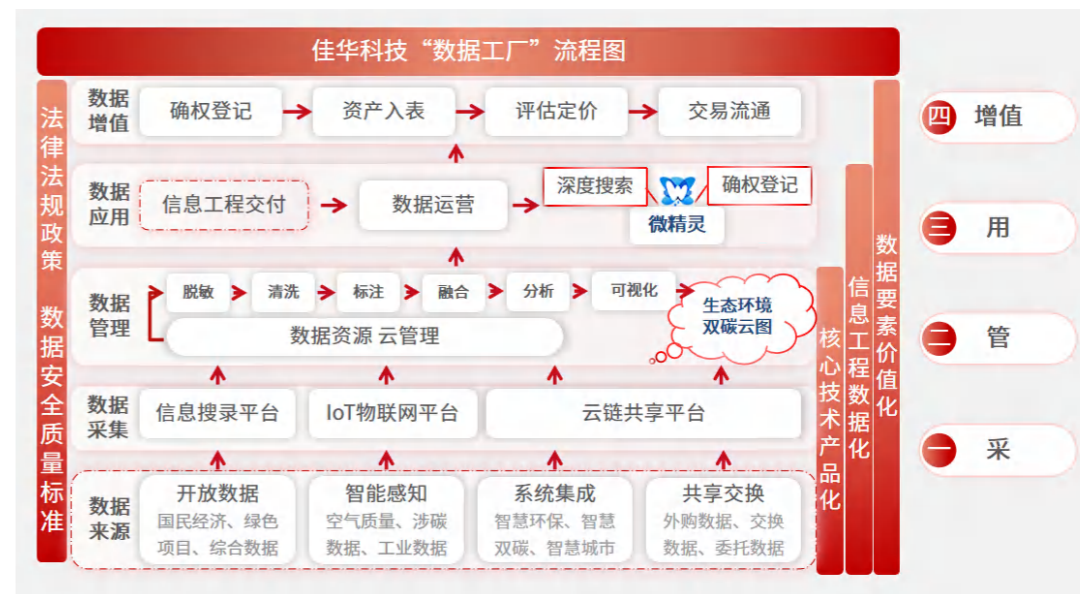 佳华科技“数据工厂”流程图
法律法规政策 数据安全质量标准
数据
增值
确权登记
资产入表
评估定价
交易流通
数据
应用
信息工程交付
数据运营
深度搜索
确权登记
微精灵
数据
管理
脱敏
清洗
标注
融合
分析
可视化
生态环境
双碳云图
数据资源 云管理
数据
采集
信息搜录平台
IoT物联网平台
云链共享平台
数据
来源
开放数据
国民经济、绿色
项目、综合数据
智能感知
空气质量、涉碳
数据、工业数据
系统集成
智慧环保、智慧
双碳、智慧城市
共享交换
外购数据、交换
数据、委托数据
核心技术产品化
信息工程数据化
数据要素价值化
四 增值
三 用
二 管
一 采